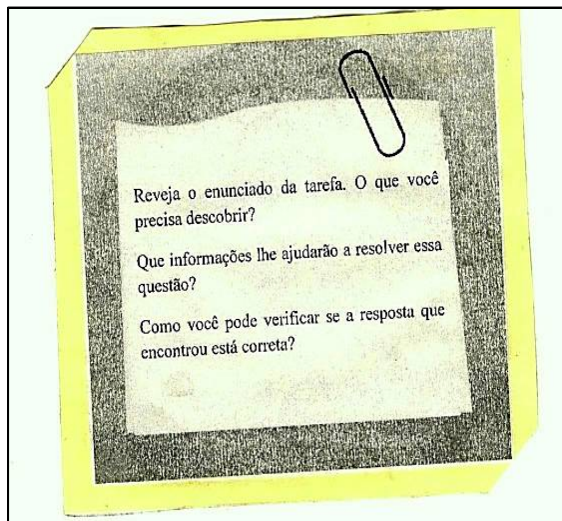 Reveja o enunciado da tarefa. O que você
precisa descobrir?
Que informações lhe ajudarão a resolver essa
questão?
Como você pode verificar se a resposta que
encontrou está correta?